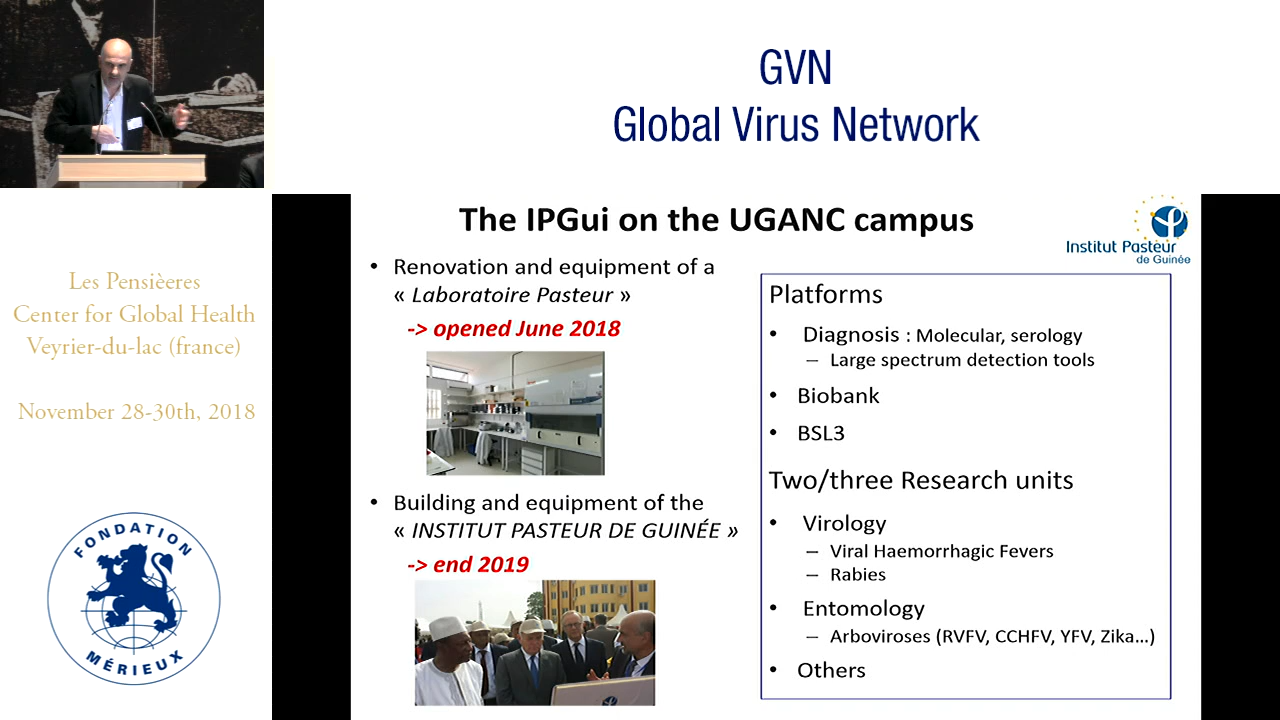 GVN
Global Virus Network
Les Pensièeres
Center for Global Health
Veyrier-du-lac (france)
November 28-30th, 2018
FONDATION
MÉRIEUX
The IPGui on the UGANC campus
Institut Pasteur
de Guinée
• Renovation and equipment of a
« Laboratoire Pasteur »
-> opened June 2018
• Building and equipment of the
« INSTITUT PASTEUR DE GUINÉE »
-> end 2019
Platforms
• Diagnosis : Molecular, serology
– Large spectrum detection tools
• Biobank
• BSL3
Two/three Research units
• Virology
– Viral Haemorrhagic Fevers
– Rabies
• Entomology
– Arboviroses (RVFV, CCHFV, YFV, Zika…)
• Others